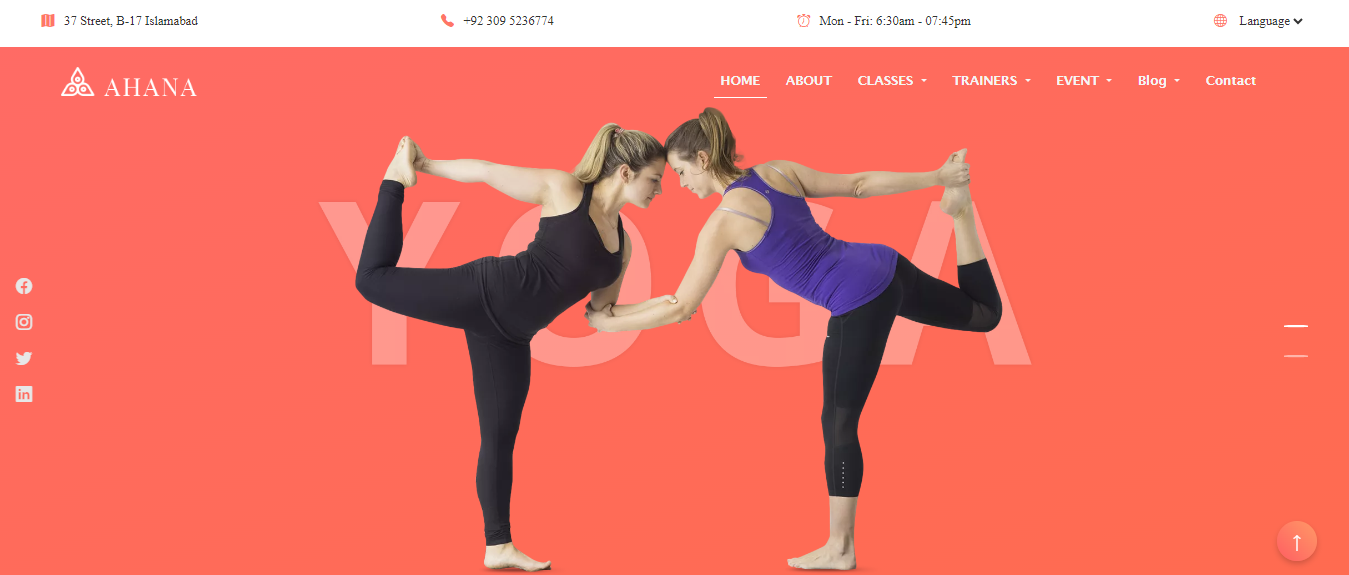 37 Street, B-17 Islamabad
+92 309 5236774
Mon - Fri: 6:30am - 07:45pm
Language
AHANA
HOME
ABOUT
CLASSES
TRAINERS
EVENT
Blog
Contact
YOGA